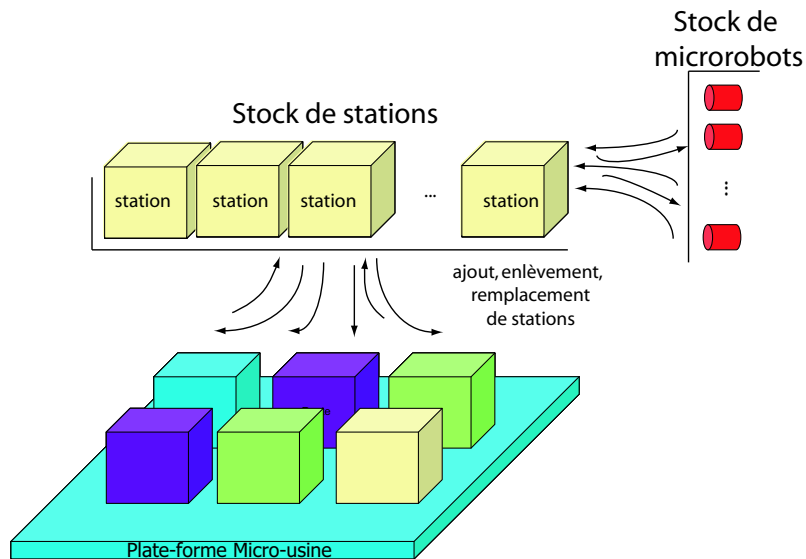 Stock de
microrobots
Stock de stations
station
station
station
...
station
...
ajout, enlèvement,
remplacement
de stations
Plate-forme Micro-usine